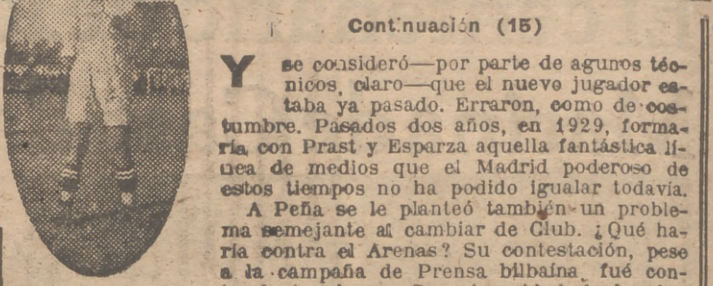 Continuación (15)
Y se consideró—por parte de agunos téc-
nicos, claro—que el nuevo jugador es-
taba ya pasado. Erraron, como de cos-
tumbre. Pasados dos años, en 1929, forma-
ría con Prast y Esparza aquella fantástica lí-
nea de medios que el Madrid poderoso de
estos tiempos no ha podido igualar todavía.
A Peña se le planteó también un proble-
ma semejante al cambiar de Club. ¿Qué ha-
ría contra el Arenas? Su contestación, pese
a la campaña de Prensa bilbaína, fué con-